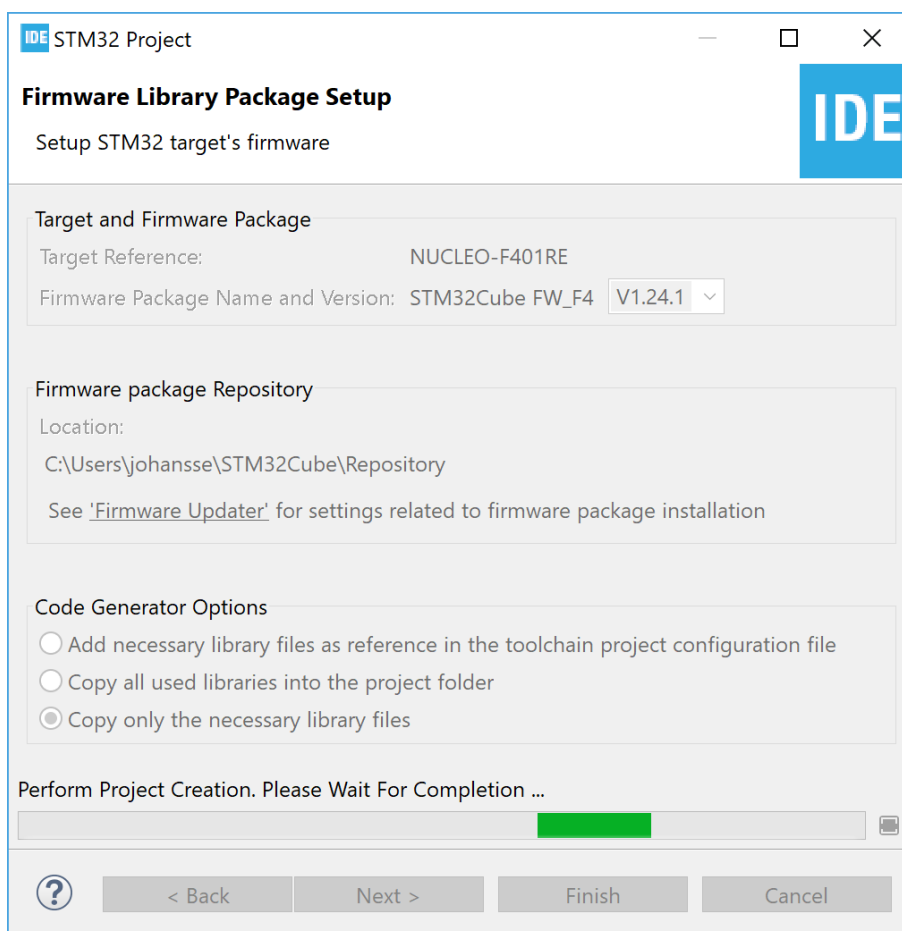 IDE STM32 Project
Firmware Library Package Setup
IDE
Setup STM32 target's firmware
Target and Firmware Package
Target Reference: NUCLEO-F401RE
Firmware Package Name and Version: STM32Cube FW_F4 V1.24.1
Firmware package Repository
Location:
C:\Users\johansse\STM32Cube\Repository
See 'Firmware Updater' for settings related to firmware package installation
Code Generator Options
Add necessary library files as reference in the toolchain project configuration file
Copy all used libraries into the project folder
Copy only the necessary library files
Perform Project Creation. Please Wait For Completion ...
? < Back Next > Finish Cancel